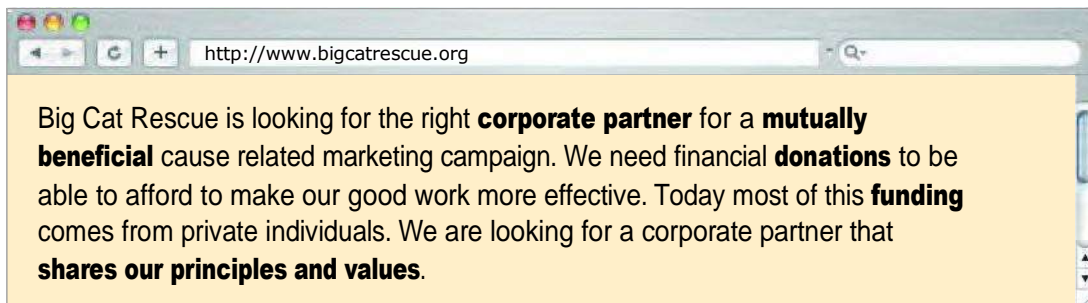 http://www.bigcatrescue.org
Big Cat Rescue is looking for the right corporate partner for a mutually
beneficial cause related marketing campaign. We need financial donations to be
able to afford to make our good work more effective. Today most of this funding
comes from private individuals. We are looking for a corporate partner that
shares our principles and values.